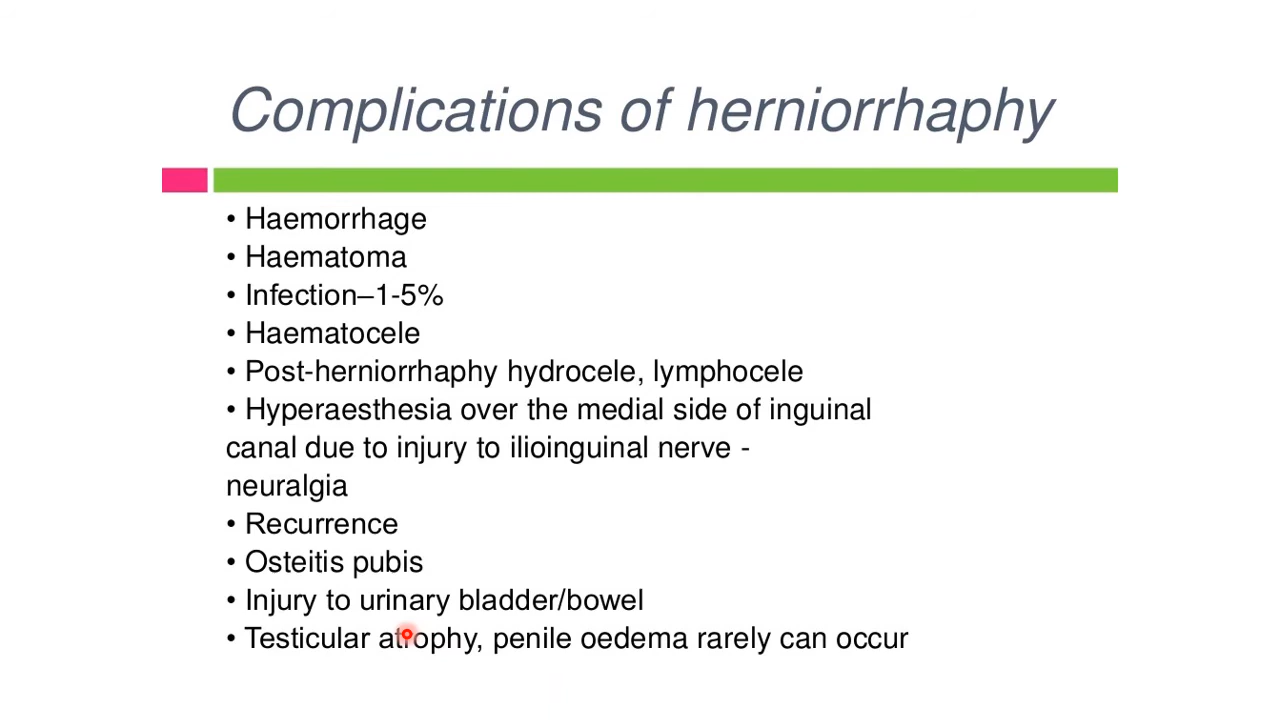 Complications of herniorrhaphy
• Haemorrhage
• Haematoma
• Infection–1-5%
• Haematocele
• Post-herniorrhaphy hydrocele, lymphocele
• Hyperaesthesia over the medial side of inguinal
canal due to injury to ilioinguinal nerve -
neuralgia
• Recurrence
• Osteitis pubis
• Injury to urinary bladder/bowel
• Testicular atrophy, penile oedema rarely can occur